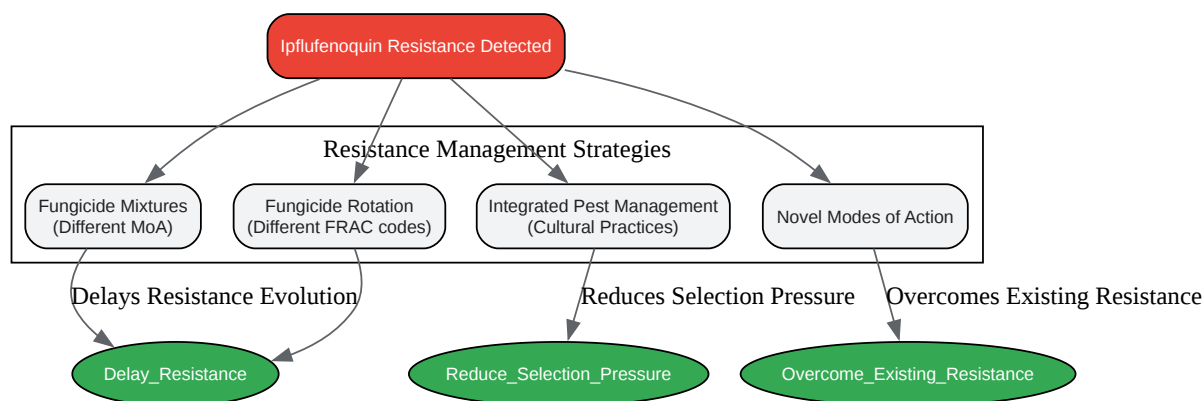 Ipflufenoquin Resistance Detected
Resistance Management Strategies
Fungicide Mixtures
(Different MoA)
Fungicide Rotation
(Different FRAC codes)
Integrated Pest Management
(Cultural Practices)
Novel Modes of Action
Delays Resistance Evolution
Reduces Selection Pressure
Overcomes Existing Resistance
Delay_Resistance
Reduce_Selection_Pressure
Overcome_Existing_Resistance